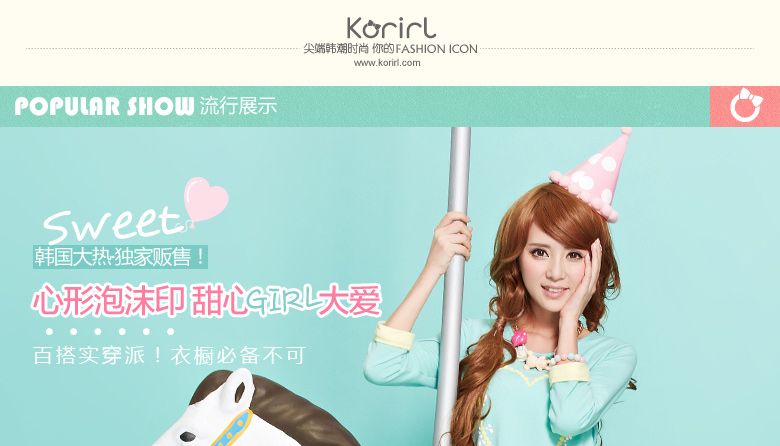 Korirl
尖端韩潮时尚 你的FASHION ICON
www.korirl.com
POPULAR SHOW 流行展示
Sweet
韩国大热·独家贩售！
心形泡沫印 甜心GIRL大爱
百搭实穿派！衣橱必备不可